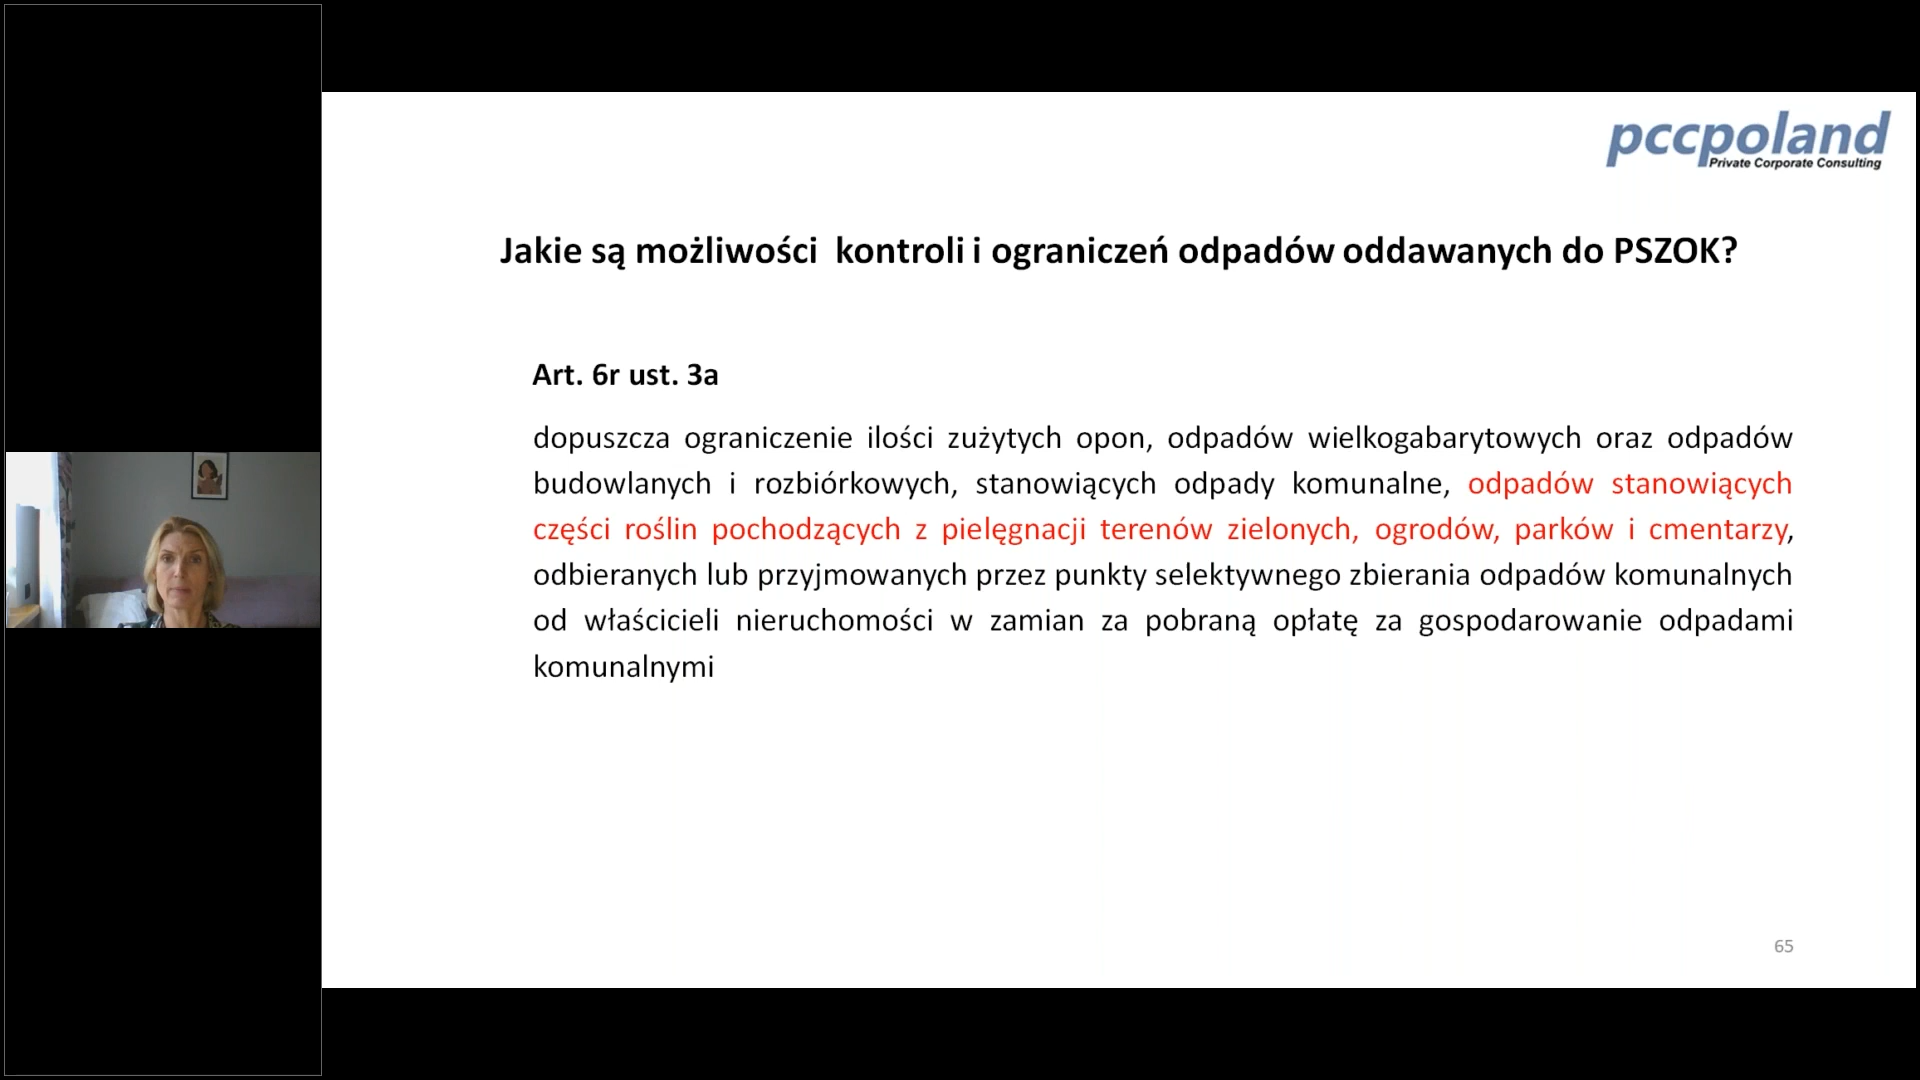 pccpoland
Private Corporate Consulting
Jakie są możliwości  kontroli i ograniczeń odpadów oddawanych do PSZOK?
Art. 6r ust. 3a
dopuszcza ograniczenie ilości zużytych opon, odpadów wielkogabarytowych oraz odpadów
budowlanych i rozbiórkowych, stanowiących odpady komunalne, odpadów stanowiących
części roślin pochodzących z pielęgnacji terenów zielonych, ogrodów, parków i cmentarzy,
odbieranych lub przyjmowanych przez punkty selektywnego zbierania odpadów komunalnych
od właścicieli nieruchomości w zamian za pobraną opłatę za gospodarowanie odpadami
komunalnymi
65